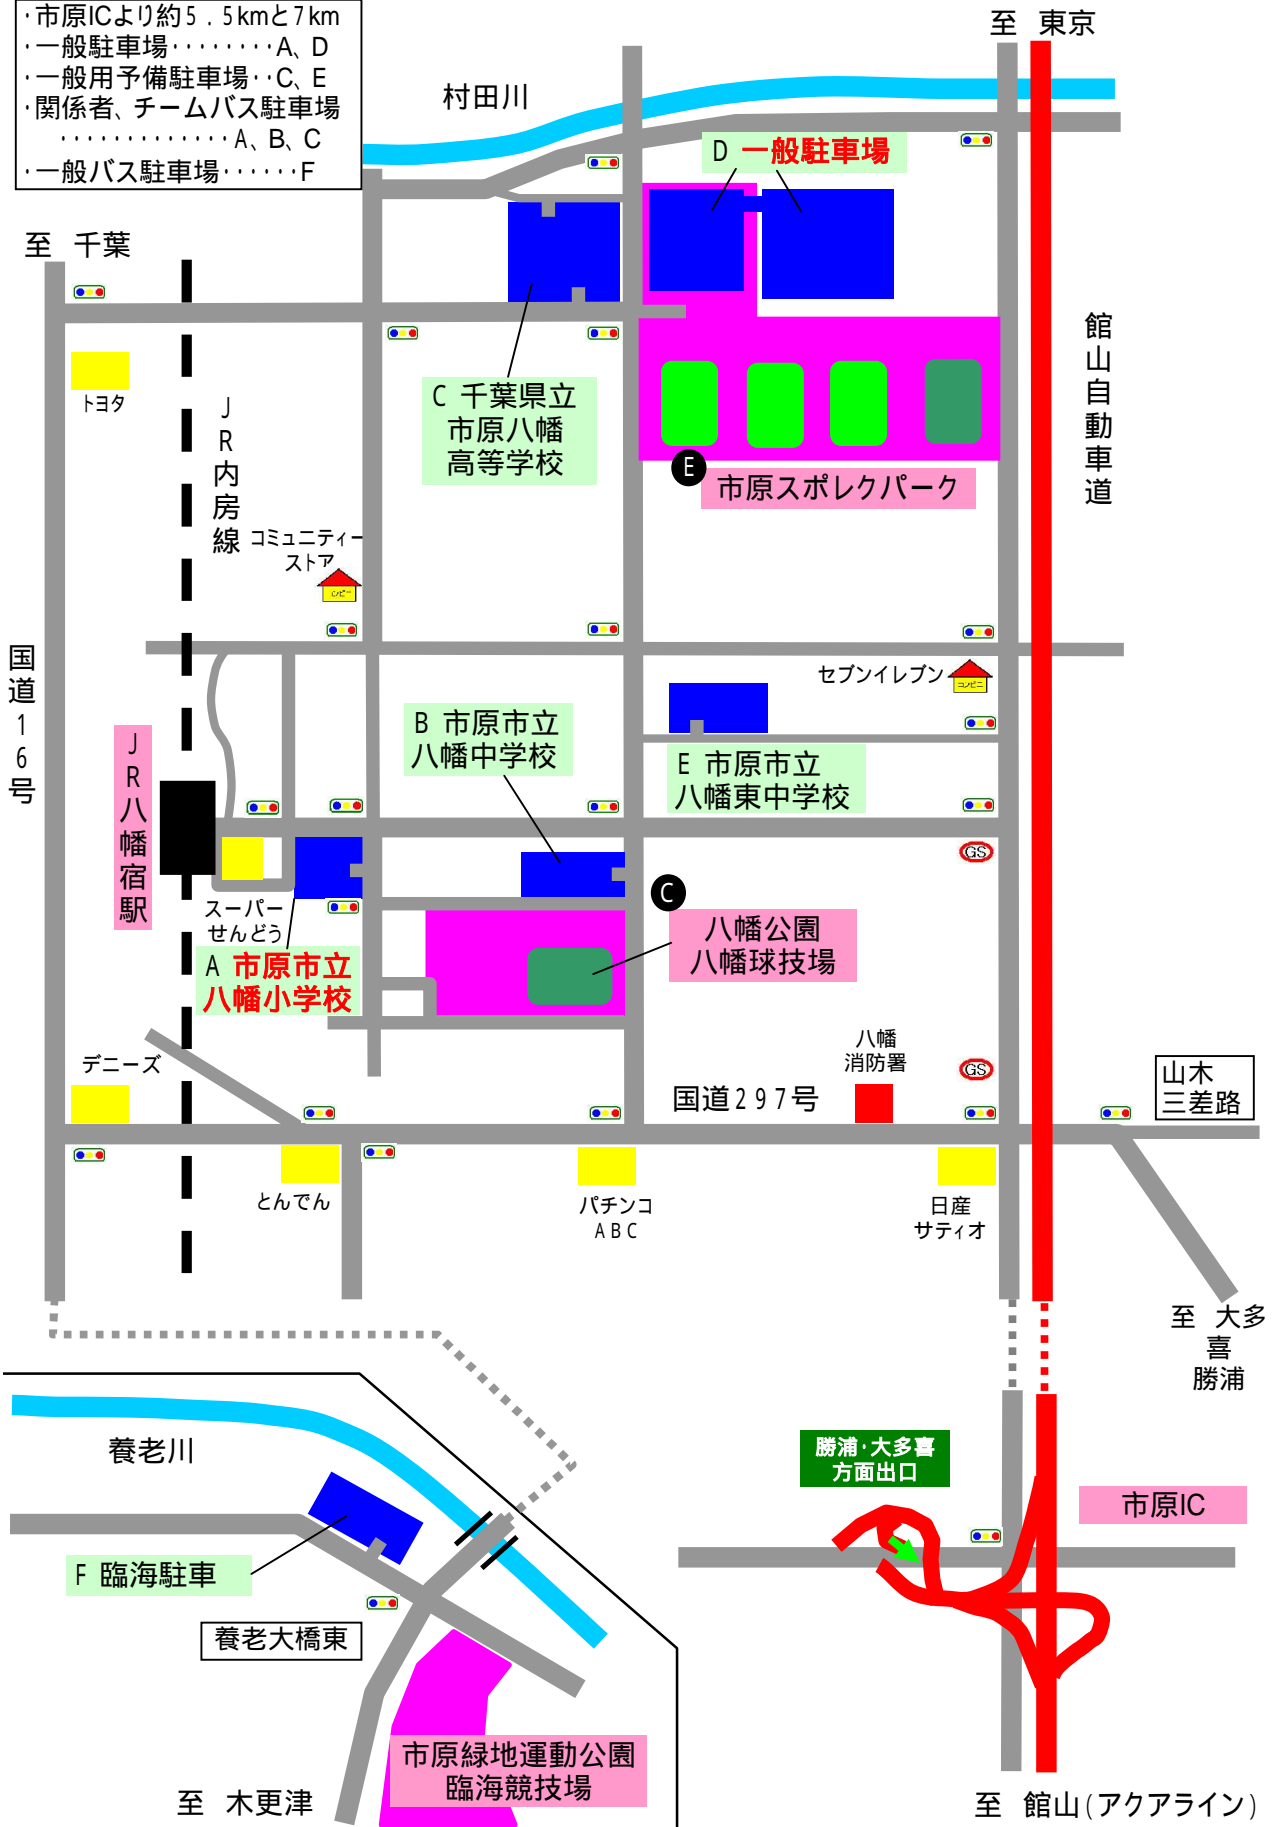 ・市原ICより約5．5kmと7km
・一般駐車場‥‥‥‥A、D
・一般用予備駐車場‥C、E
・関係者、チームバス駐車場
‥‥‥‥‥‥‥A、B、C
・一般バス駐車場‥‥‥F
至 東京
村田川
D 一般駐車場
至 千葉
館山自動車道
トヨタ
JR内房線
C 千葉県立
市原八幡
高等学校
E
市原スポレクパーク
コミュニティー
ストア
コンビニ
国道16号
セブンイレブン
コンビニ
B 市原市立
八幡中学校
E 市原市立
八幡東中学校
JR八幡宿駅
GS
スーパー
せんどう
C
八幡公園
八幡球技場
A 市原市立
八幡小学校
デニーズ
八幡
消防署
GS
国道297号
山木
三差路
とんでん
パチンコ
ABC
日産
サティオ
至 大多
喜
勝浦
養老川
勝浦・大多喜
方面出口
市原IC
F 臨海駐車
養老大橋東
市原緑地運動公園
臨海競技場
至 木更津
至 館山(アクアライン)